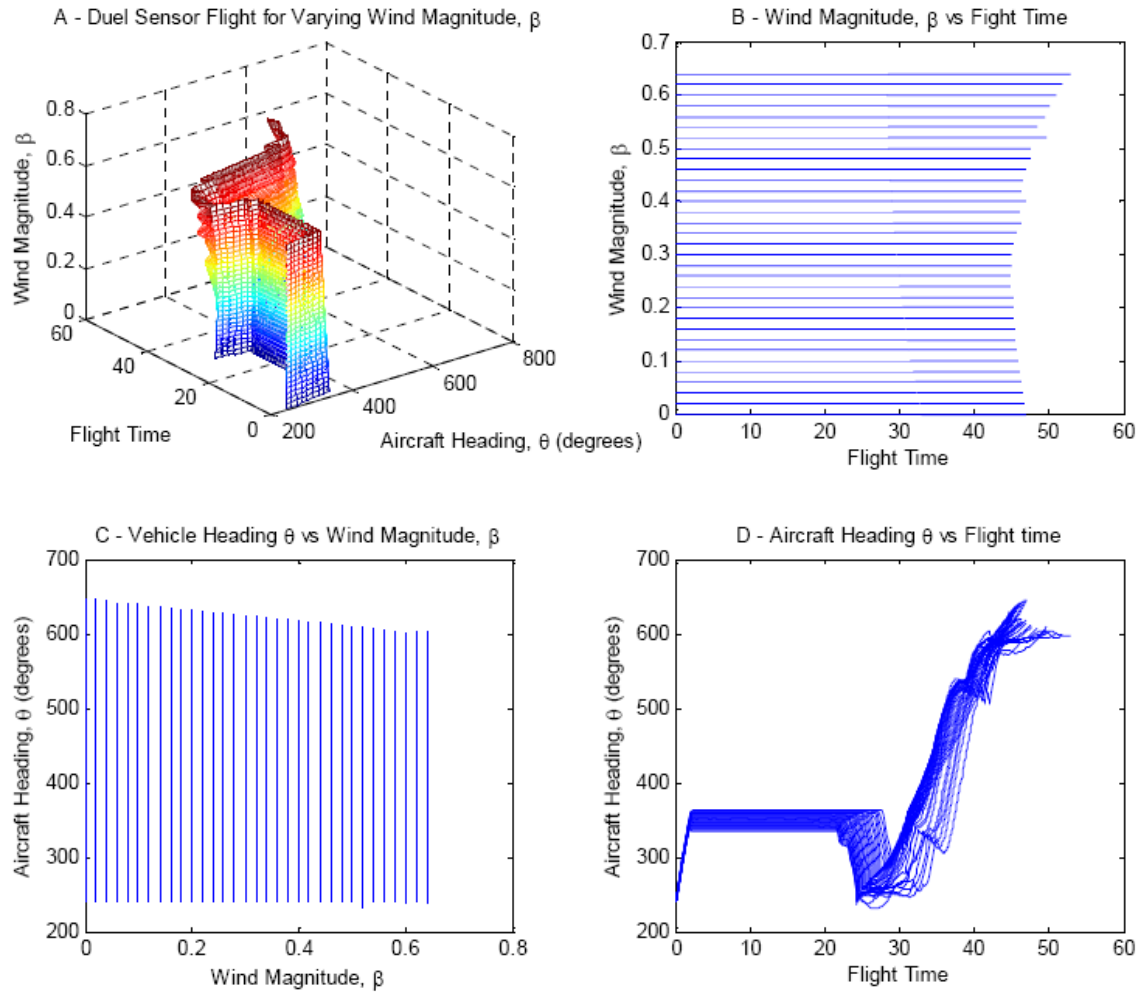 A - Duel Sensor Flight for Varying Wind Magnitude, β
Wind Magnitude, β
0.8
0.6
0.4
0.2
0
60
40
20
0
200
400
600
800
Flight Time
Aircraft Heading, θ (degrees)
B - Wind Magnitude, β vs Fight Time
Wind Magnitude, β
0.7
0.6
0.5
0.4
0.3
0.2
0.1
0
0 10 20 30 40 50 60
Flight Time
C - Vehicle Heading θ vs Wind Magnitude, β
Aircraft Heading, θ (degrees)
700
600
500
400
300
200
0 0.2 0.4 0.6 0.8
Wind Magnitude, β
D - Aircraft Heading θ vs Flight time
Aircraft Heading, θ (degrees)
700
600
500
400
300
200
0 10 20 30 40 50 60
Flight Time